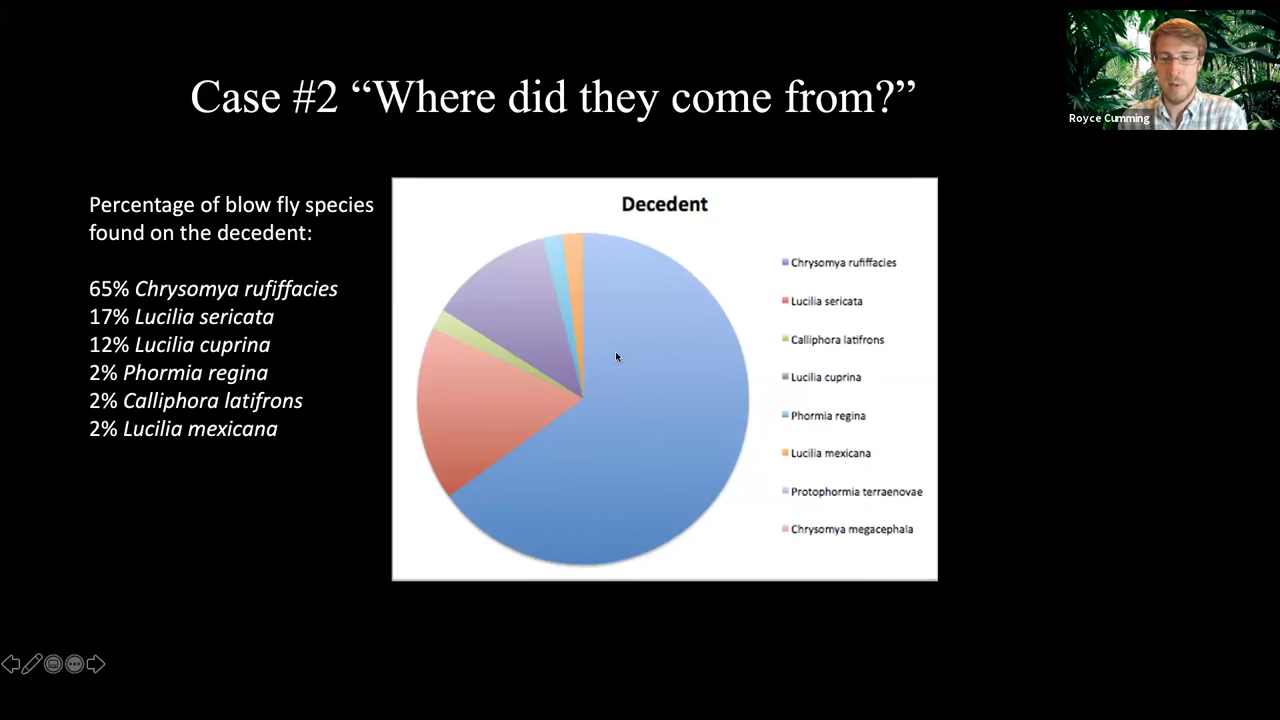 Case #2 “Where did they come from?”
Royce Cumming
Percentage of blow fly species
found on the decedent:
65% Chrysomya rufiffacies
17% Lucilia sericata
12% Lucilia cuprina
2% Phormia regina
2% Calliphora latifrons
2% Lucilia mexicana
Decedent
Chrysomya rufiffacies
Lucilia sericata
Calliphora latifrons
Lucilia cuprina
Phormia regina
Lucilia mexicana
Protophormia terraenovae
Chrysomya megacephala